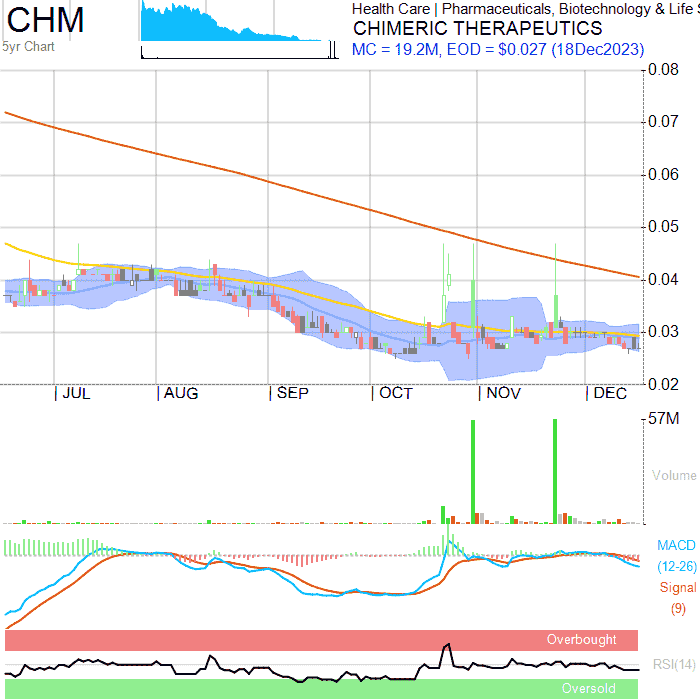 CHM
5yr Chart
Health Care | Pharmaceuticals, Biotechnology & Life S
CHIMERIC THERAPEUTICS
MC = 19.2M, EOD = $0.027 (18Dec2023)
0.08
0.07
0.06
0.05
0.04
0.03
0.02
| JUL | AUG | SEP | OCT | NOV | DEC
57M
Volume
MACD
(12-26)
Signal
(9)
Overbought
RSI(14)
Oversold